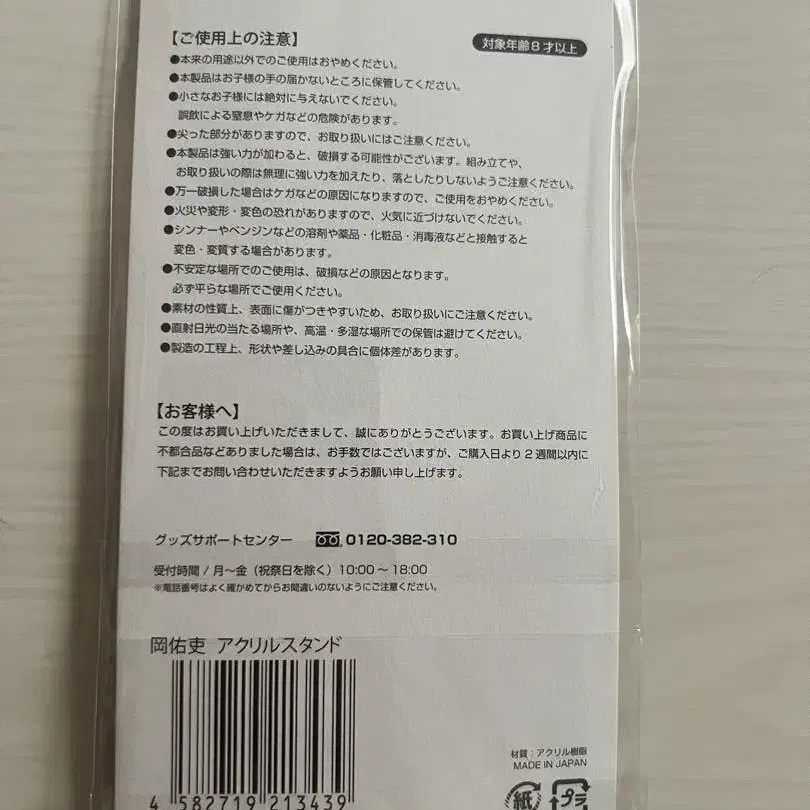 【ご使用上の注意】
対象年齢8才以上
●本来の用途以外でのご使用はおやめください。
●本製品はお子様の手の届かないところに保管してください。
●小さなお子様には絶対に与えないでください。
誤飲による窒息やケガなどの危険があります。
●尖った部分がありますので、お取り扱いにはご注意ください。
●本製品は強い力が加わると、破損する可能性がございます。組み立てや、
お取り扱いの際は無理に強い力を加えたり、落としたりしないようご注意ください。
●万一破損した場合はケガなどの原因になりますので、ご使用をおやめください。
●火災や変形・変色の恐れがありますので、火気に近づけないでください。
●シンナーやベンジンなどの溶剤や薬品・化粧品・消毒液などと接触すると
変色・変質する場合があります。
●不安定な場所でのご使用は、破損などの原因となります。
必ず平らな場所でご使用ください。
●素材の性質上、表面に傷がつきやすいため、お取り扱いにご注意ください。
●直射日光の当たる場所や、高温・多湿な場所での保管は避けてください。
●製造の工程上、形状や差し込みの具合に個体差があります。
【お客様へ】
この度はお買い上げいただきまして、誠にありがとうございます。お買い上げ商品に
不都合品などありました場合は、お手数ではございますが、ご購入日より2週間以内に
下記までお問い合わせいただきますようお願い申し上げます。
グッズサポートセンター 0120-382-310
受付時間/月〜金(祝祭日を除く)10:00〜18:00
※電話番号はよく確かめてからお間違いのないようにご注意ください。
岡佑吏 アクリルスタンド
4 582719 213439
材質:アクリル樹脂
MADE IN JAPAN
紙 プラ